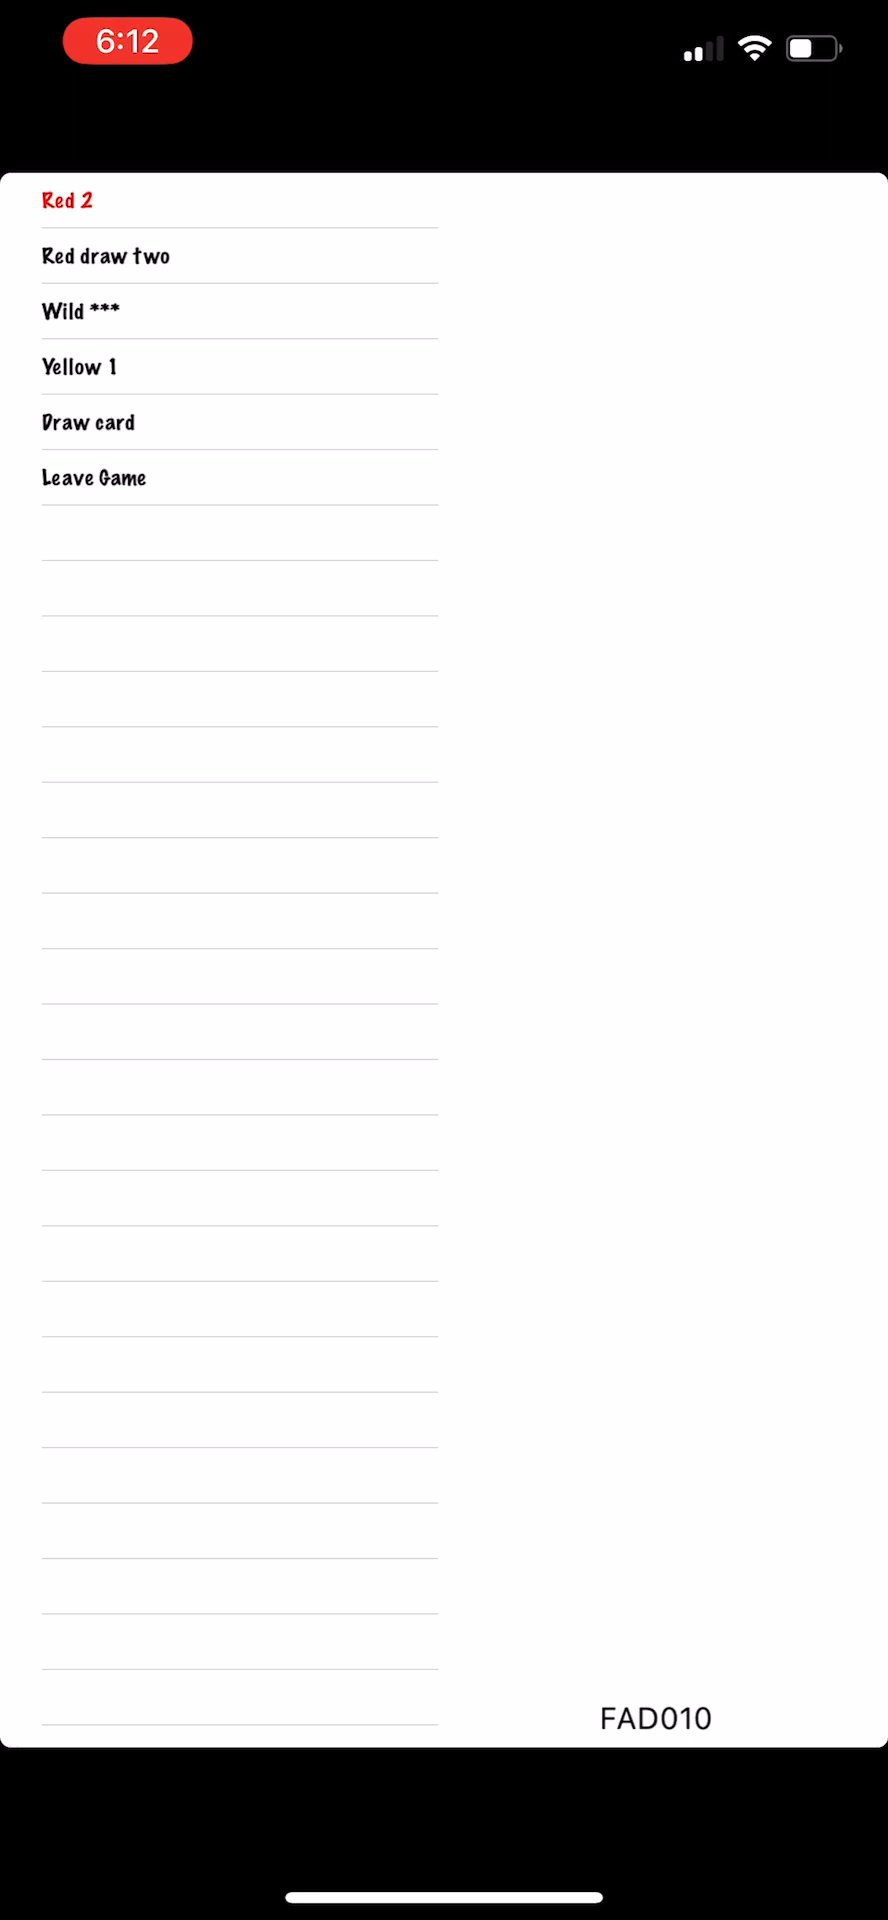 6:12
Red 2
Red draw two
Wild ***
Yellow 1
Draw card
Leave Game
FAD010